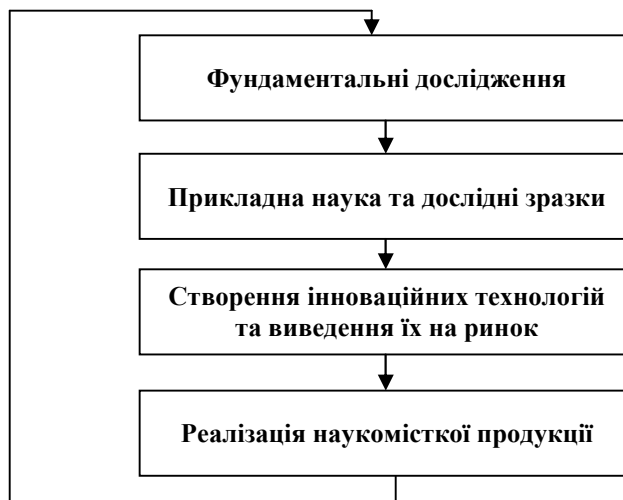 Фундаментальні дослідження
Прикладна наука та дослідні зразки
Створення інноваційних технологій
та виведення їх на ринок
Реалізація наукомісткої продукції